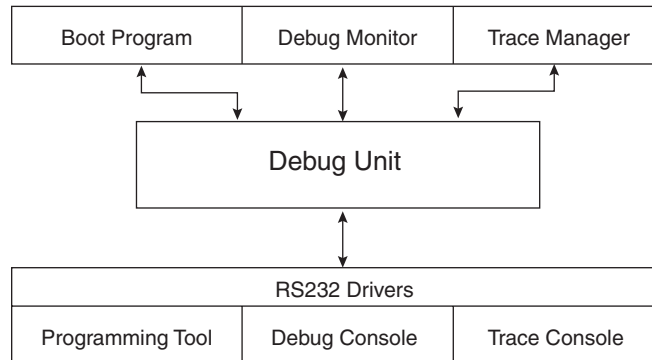 Boot Program Debug Monitor Trace Manager
Debug Unit
RS232 Drivers
Programming Tool Debug Console Trace Console